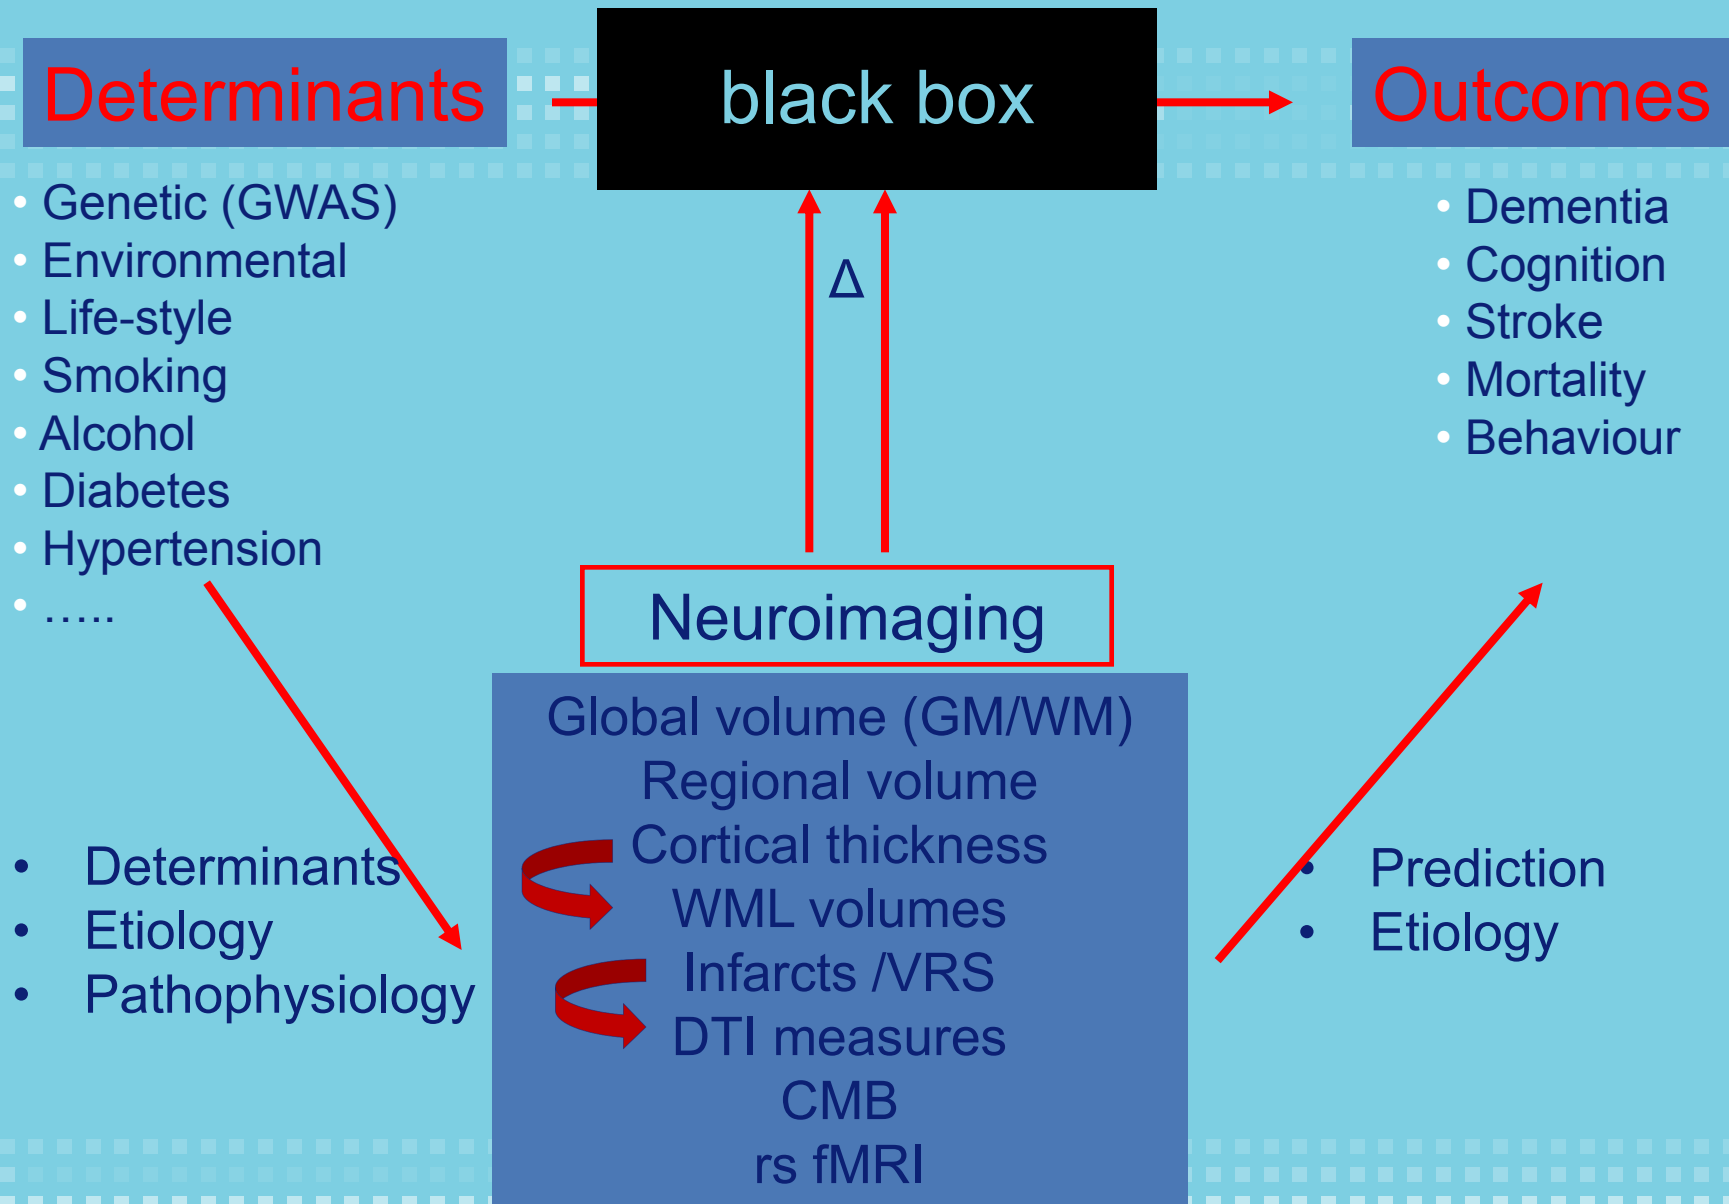 Determinants
black box
Outcomes
• Genetic (GWAS)
• Environmental
• Life-style
• Smoking
• Alcohol
• Diabetes
• Hypertension
• .....
• Dementia
• Cognition
• Stroke
• Mortality
• Behaviour
Δ
Neuroimaging
Global volume (GM/WM)
Regional volume
Cortical thickness
WML volumes
Infarcts /VRS
DTI measures
CMB
rs fMRI
• Determinants
• Etiology
• Pathophysiology
• Prediction
• Etiology